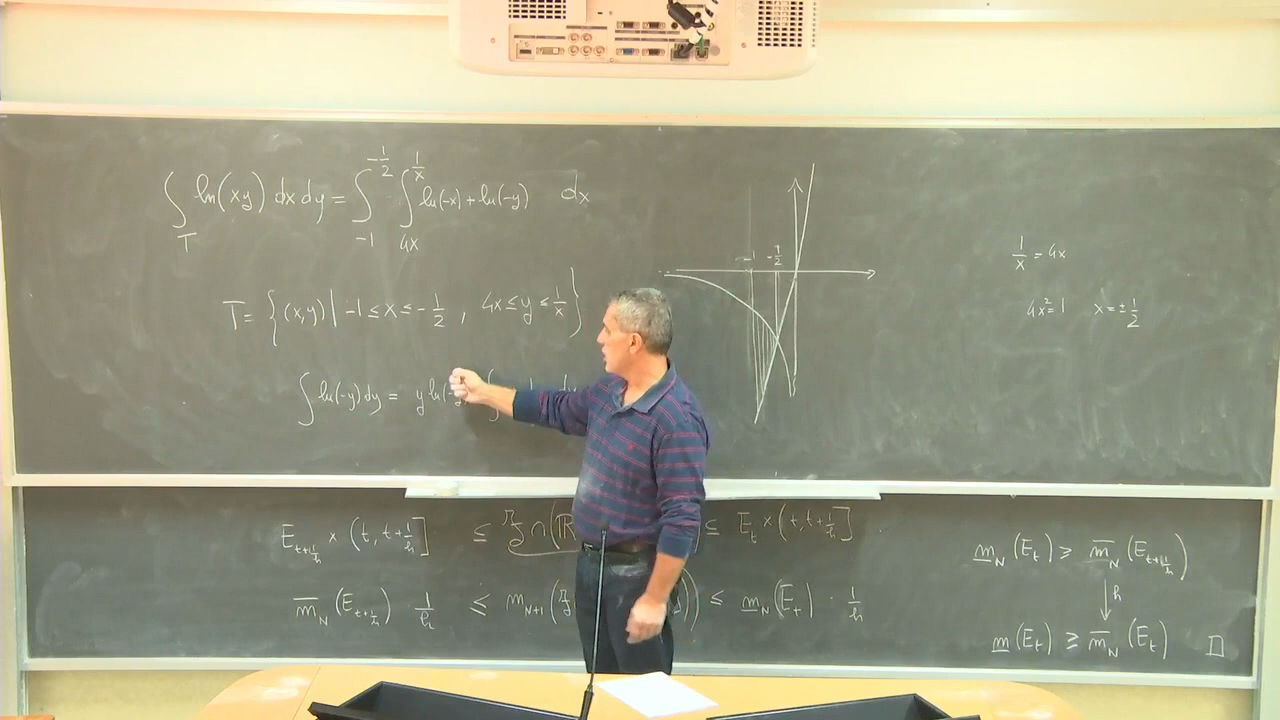 ∫_T ln(xy) dx dy = ∫_{-1}^{-1/2} ∫_{4x}^{1/x} ln(-x) + ln(-y) dx
T = {(x,y) | -1 ≤ x ≤ -1/2 , 4x ≤ y ≤ 1/x}
∫ ln(-y) dy = y ln(-y
-1 -1/2
1/x = 4x
4x² = 1 x = ± 1/2
E_{t+1/h} × (t, t+1/h] ≤ ∩ (ℝ ≤ E_t × (t, t+1/h]
m̅_N (E_{t+1/h}) 1/h ≤ m_{N+1} ( ) ≤ m̲_N (E_t) · 1/h
m̲_N (E_t) ≥ m̅_N (E_{t+1/h})
↓ h
m̲ (E_t) ≥ m̅_N (E_t) □